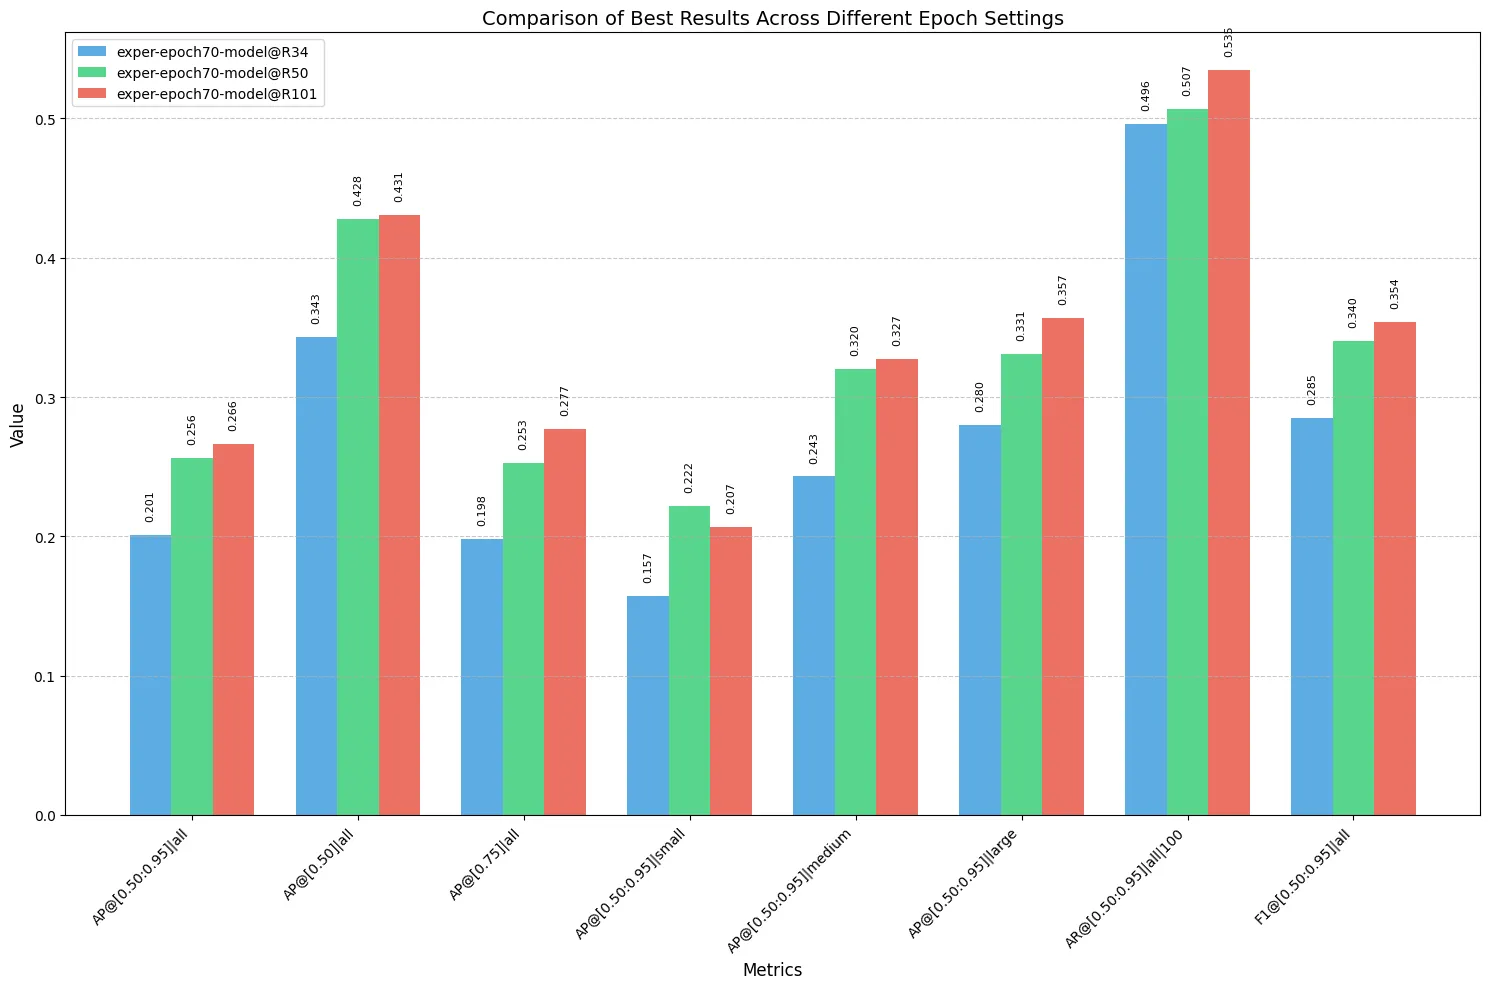 Comparison of Best Results Across Different Epoch Settings
exper-epoch70-model@R34
exper-epoch70-model@R50
exper-epoch70-model@R101
Value
0.5
0.4
0.3
0.2
0.1
0.0
0.201
0.256
0.266
0.343
0.428
0.431
0.198
0.253
0.277
0.157
0.222
0.207
0.243
0.320
0.327
0.280
0.331
0.357
0.496
0.507
0.535
0.285
0.340
0.354
AP@[0.50:0.95]|all
AP@[0.50]|all
AP@[0.75]|all
AP@[0.50:0.95]|small
AP@[0.50:0.95]|medium
AP@[0.50:0.95]|large
AR@[0.50:0.95]|all|100
F1@[0.50:0.95]|all
Metrics